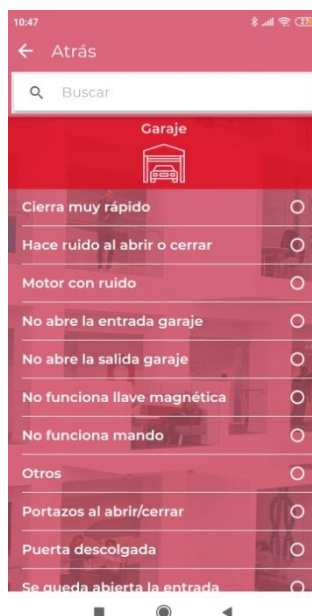 10:47
27
Atrás
Buscar
Garaje
Cierra muy rápido
Hace ruido al abrir o cerrar
Motor con ruido
No abre la entrada garaje
No abre la salida garaje
No funciona llave magnética
No funciona mando
Otros
Portazos al abrir/cerrar
Puerta descolgada
Se queda abierta la entrada